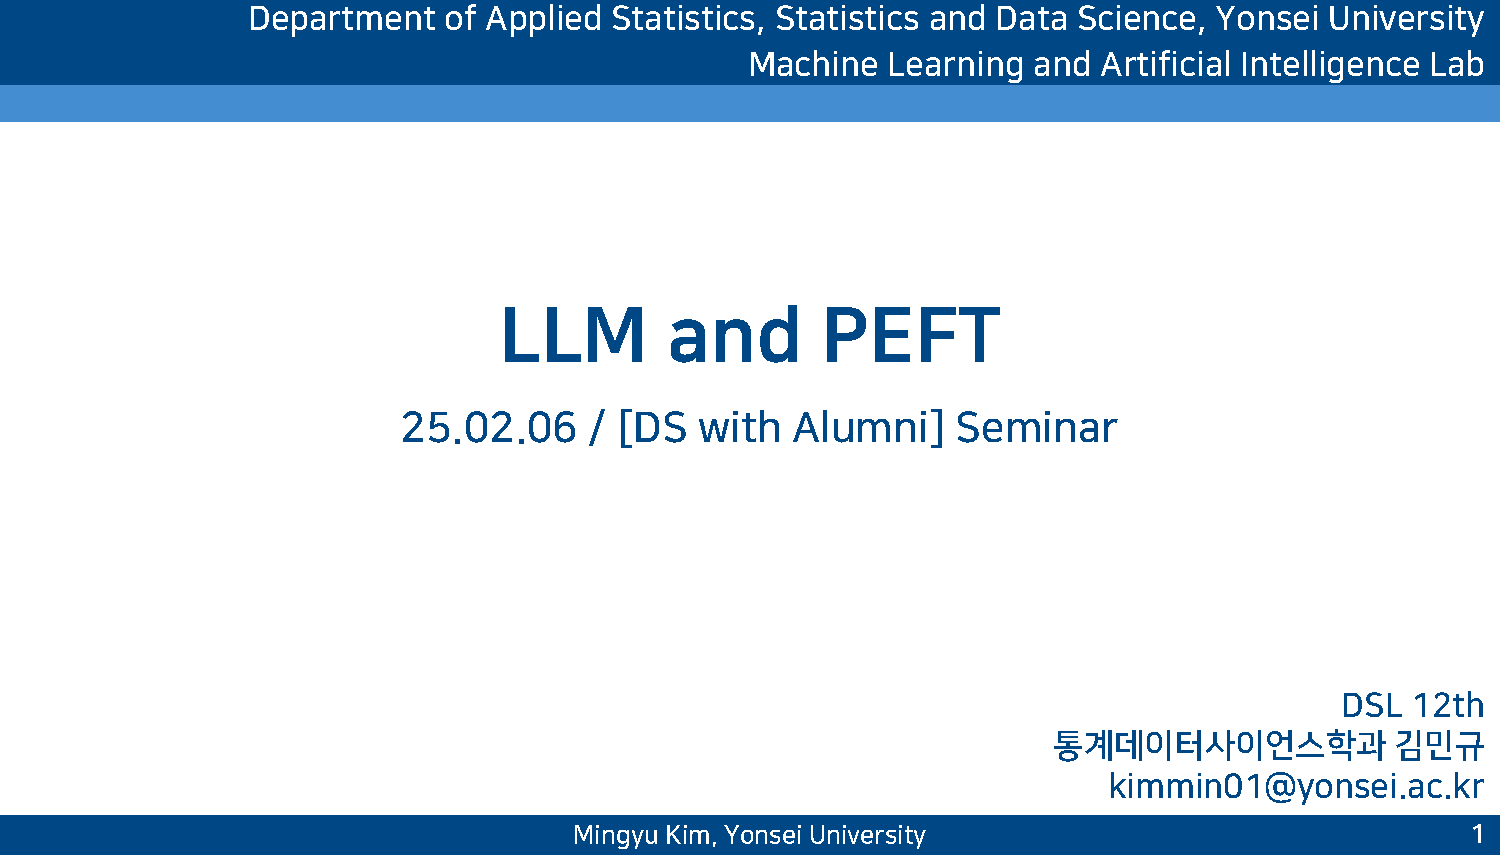 Department of Applied Statistics, Statistics and Data Science, Yonsei University
Machine Learning and Artificial Intelligence Lab
LLM and PEFT
25.02.06 / [DS with Alumni] Seminar
DSL 12th
통계데이터사이언스학과 김민규
kimmin01@yonsei.ac.kr
Mingyu Kim, Yonsei University
1